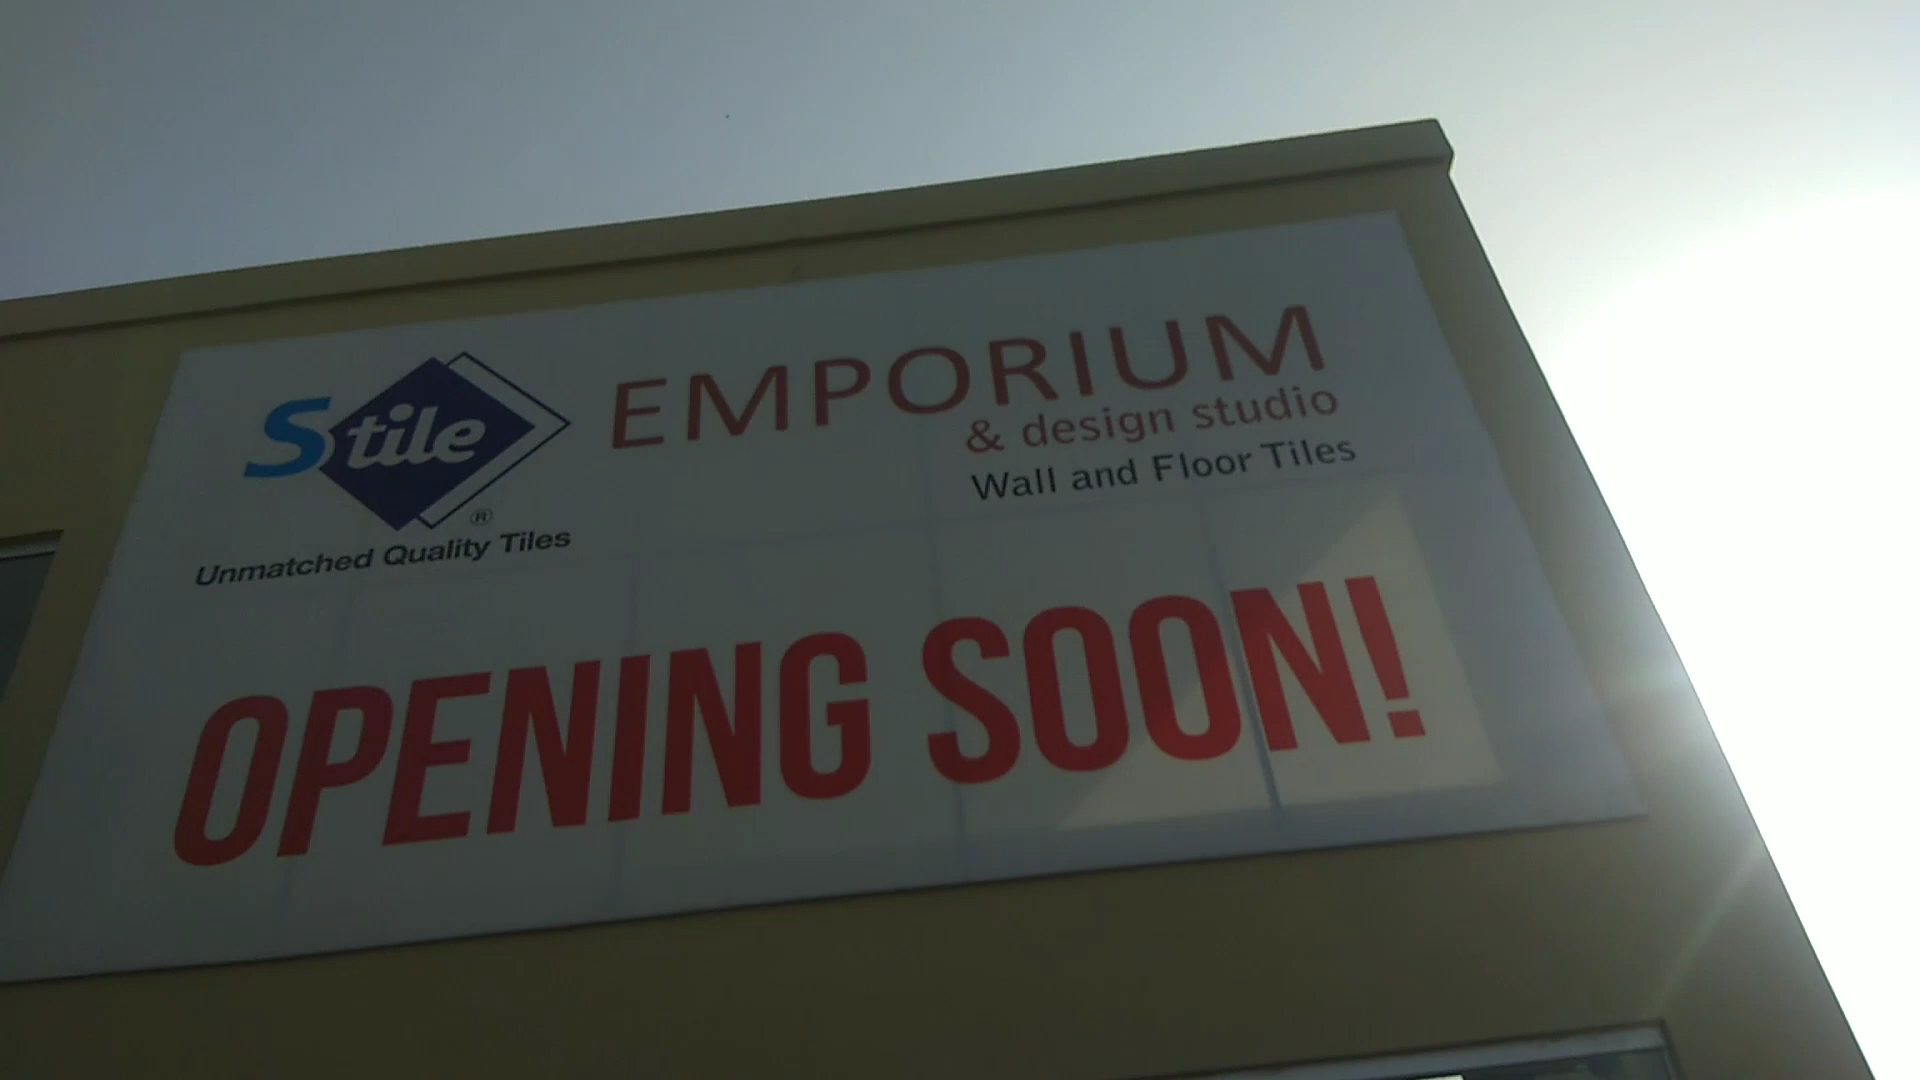 Stile ®
Unmatched Quality Tiles
EMPORIUM
& design studio
Wall and Floor Tiles
OPENING SOON!